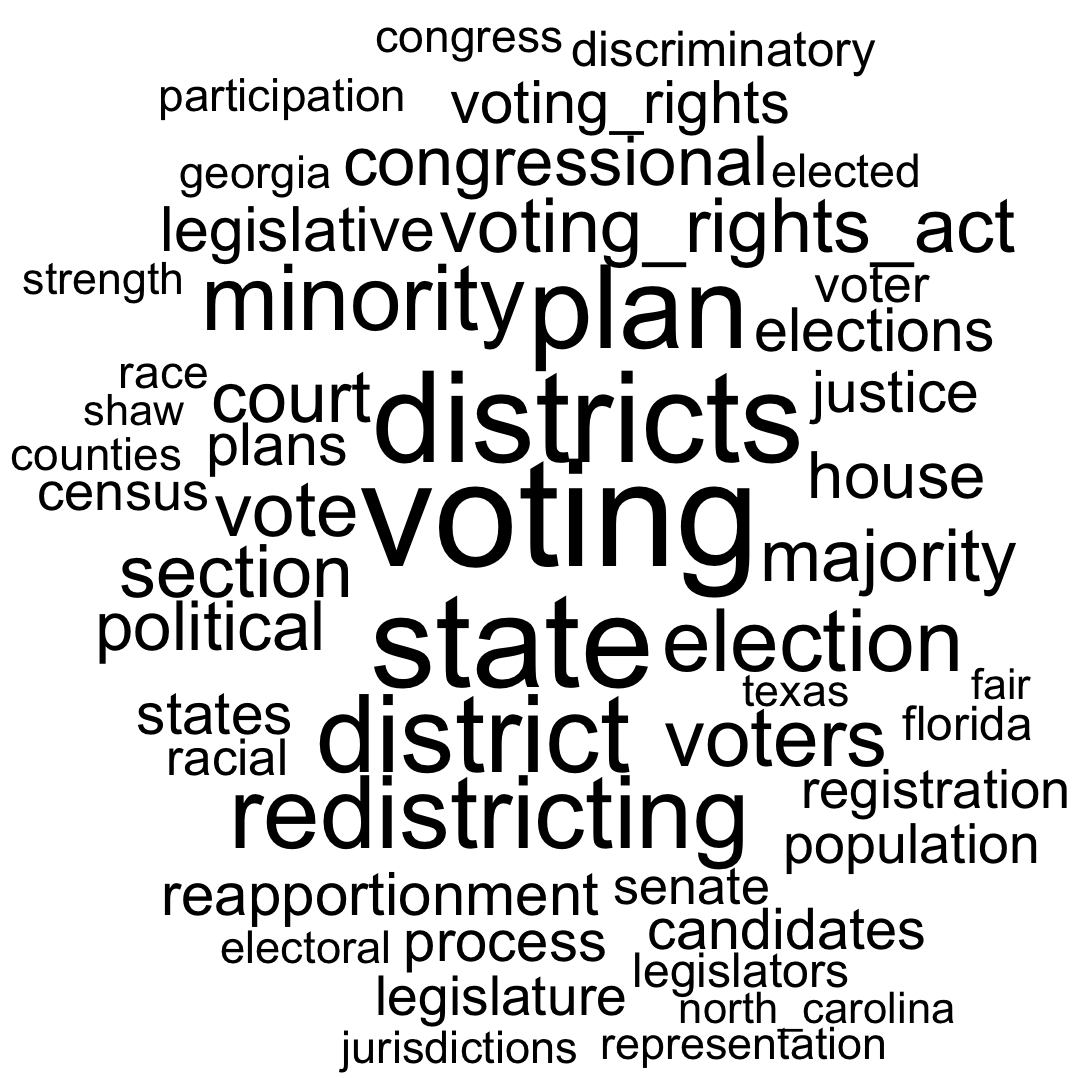 congress discriminatory
participation voting_rights
georgia congressional elected
legislative voting_rights_act
strength minority plan voter
elections
race court districts justice
shaw
counties plans house
census vote voting majority
section
political state election
texas fair
states district voters florida
racial
redistricting registration
population
reapportionment senate
electoral process candidates
legislators
legislature north_carolina
jurisdictions representation